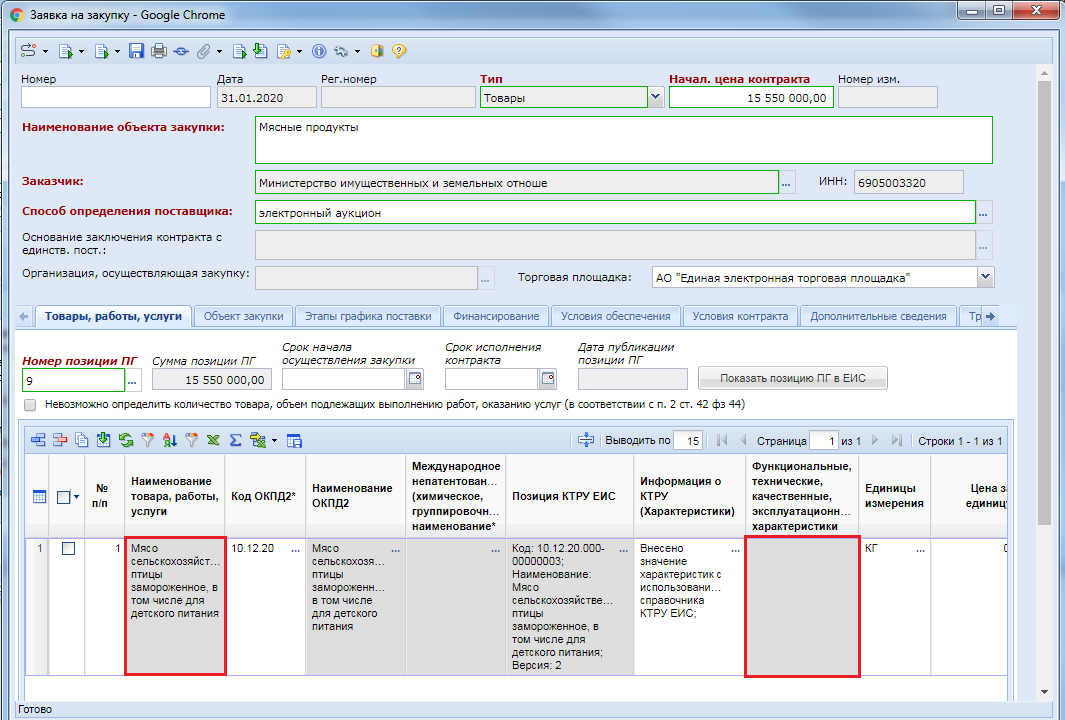 Заявка на закупку - Google Chrome
Номер Дата Рег.номер Тип Начал. цена контракта Номер изм.
31.01.2020 Товары 15 550 000,00
Наименование объекта закупки: Мясные продукты
Заказчик: Министерство имущественных и земельных отноше ... ИНН: 6905003320
Способ определения поставщика: электронный аукцион ...
Основание заключения контракта с
единств. пост.: ...
Организация, осуществляющая закупку: ... Торговая площадка: АО "Единая электронная торговая площадка"
Товары, работы, услуги Объект закупки Этапы графика поставки Финансирование Условия обеспечения Условия контракта Дополнительные сведения Тр
Номер позиции ПГ Сумма позиции ПГ Срок начала
осуществления закупки Срок исполнения
контракта Дата публикации
позиции ПГ
9 ... 15 550 000,00 Показать позицию ПГ в ЕИС
Невозможно определить количество товара, объем подлежащих выполнению работ, оказанию услуг (в соответствии с п. 2 ст. 42 фз 44)
Выводить по 15 Страница 1 из 1 Строки 1 - 1 из 1
№
п/п
Наименование
товара, работы,
услуги
Код ОКПД2*
Наименование
ОКПД2
Международное
непатентован...
(химическое,
группировочн...
наименование*
Позиция КТРУ ЕИС
Информация о
КТРУ
(Характеристики)
Функциональные,
технические,
качественные,
эксплуатационн...
характеристики
Единицы
измерения
Цена за
единицу
1
1
Мясо
сельскохозяйст...
птицы
замороженное, в
том числе для
детского питания
10.12.20 ...
Мясо ...
сельскохозя...
птицы
замороженн...
в том числе
для детского
питания
...
Код: 10.12.20.000- ...
00000003;
Наименование:
Мясо
сельскохозяйстве...
птицы
замороженное, в
том числе для
детского питания;
Версия: 2
Внесено ...
значение
характеристик с
использовани...
справочника
КТРУ ЕИС;
КГ ...
Готово